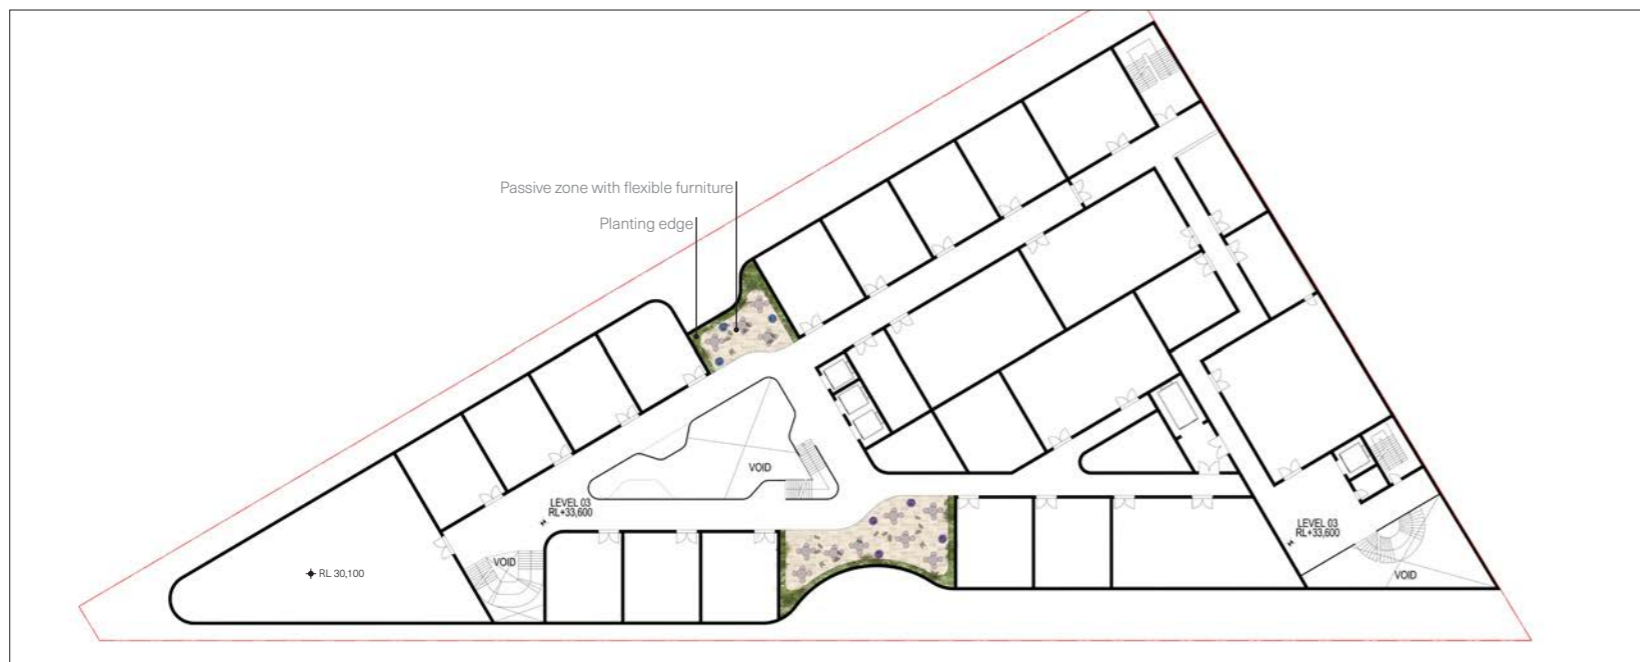 Passive zone with flexible furniture
Planting edge
VOID
LEVEL 03
RL+33,600
LEVEL 03
RL+33,600
VOID
RL 30,100
VOID